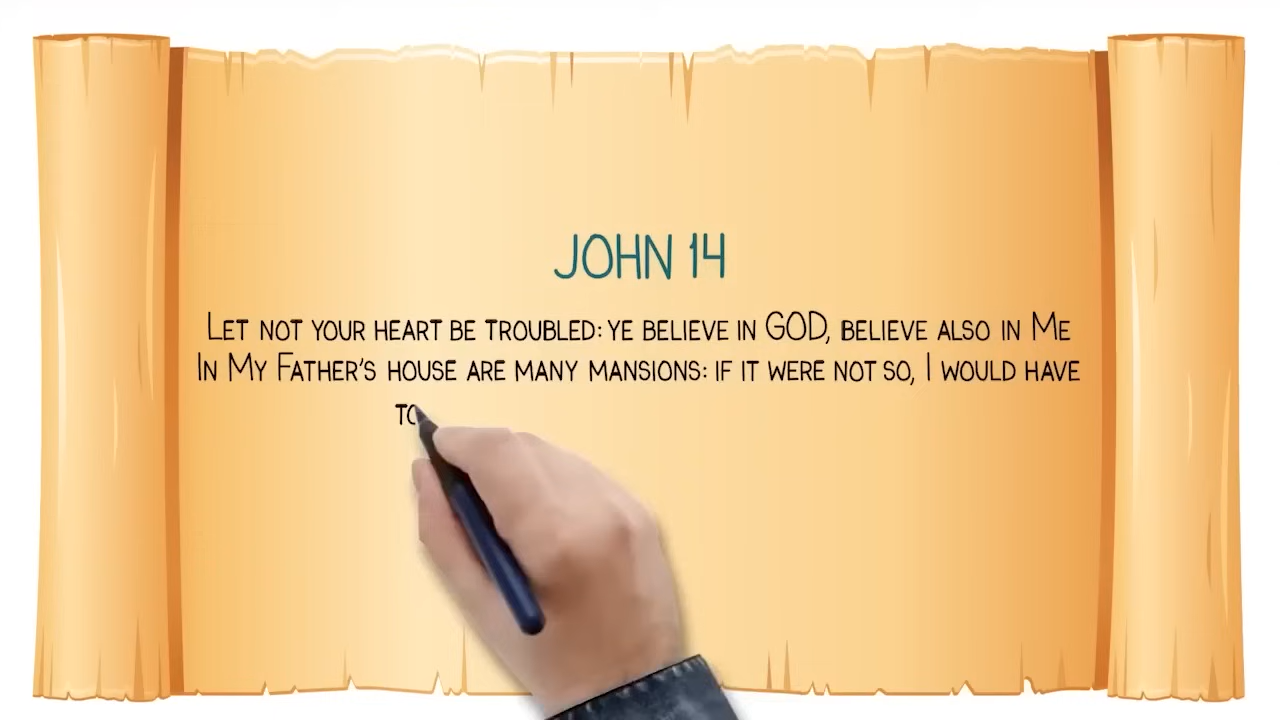 JOHN 14
LET NOT YOUR HEART BE TROUBLED: YE BELIEVE IN GOD, BELIEVE ALSO IN ME
IN MY FATHER'S HOUSE ARE MANY MANSIONS: IF IT WERE NOT SO, I WOULD HAVE
TO